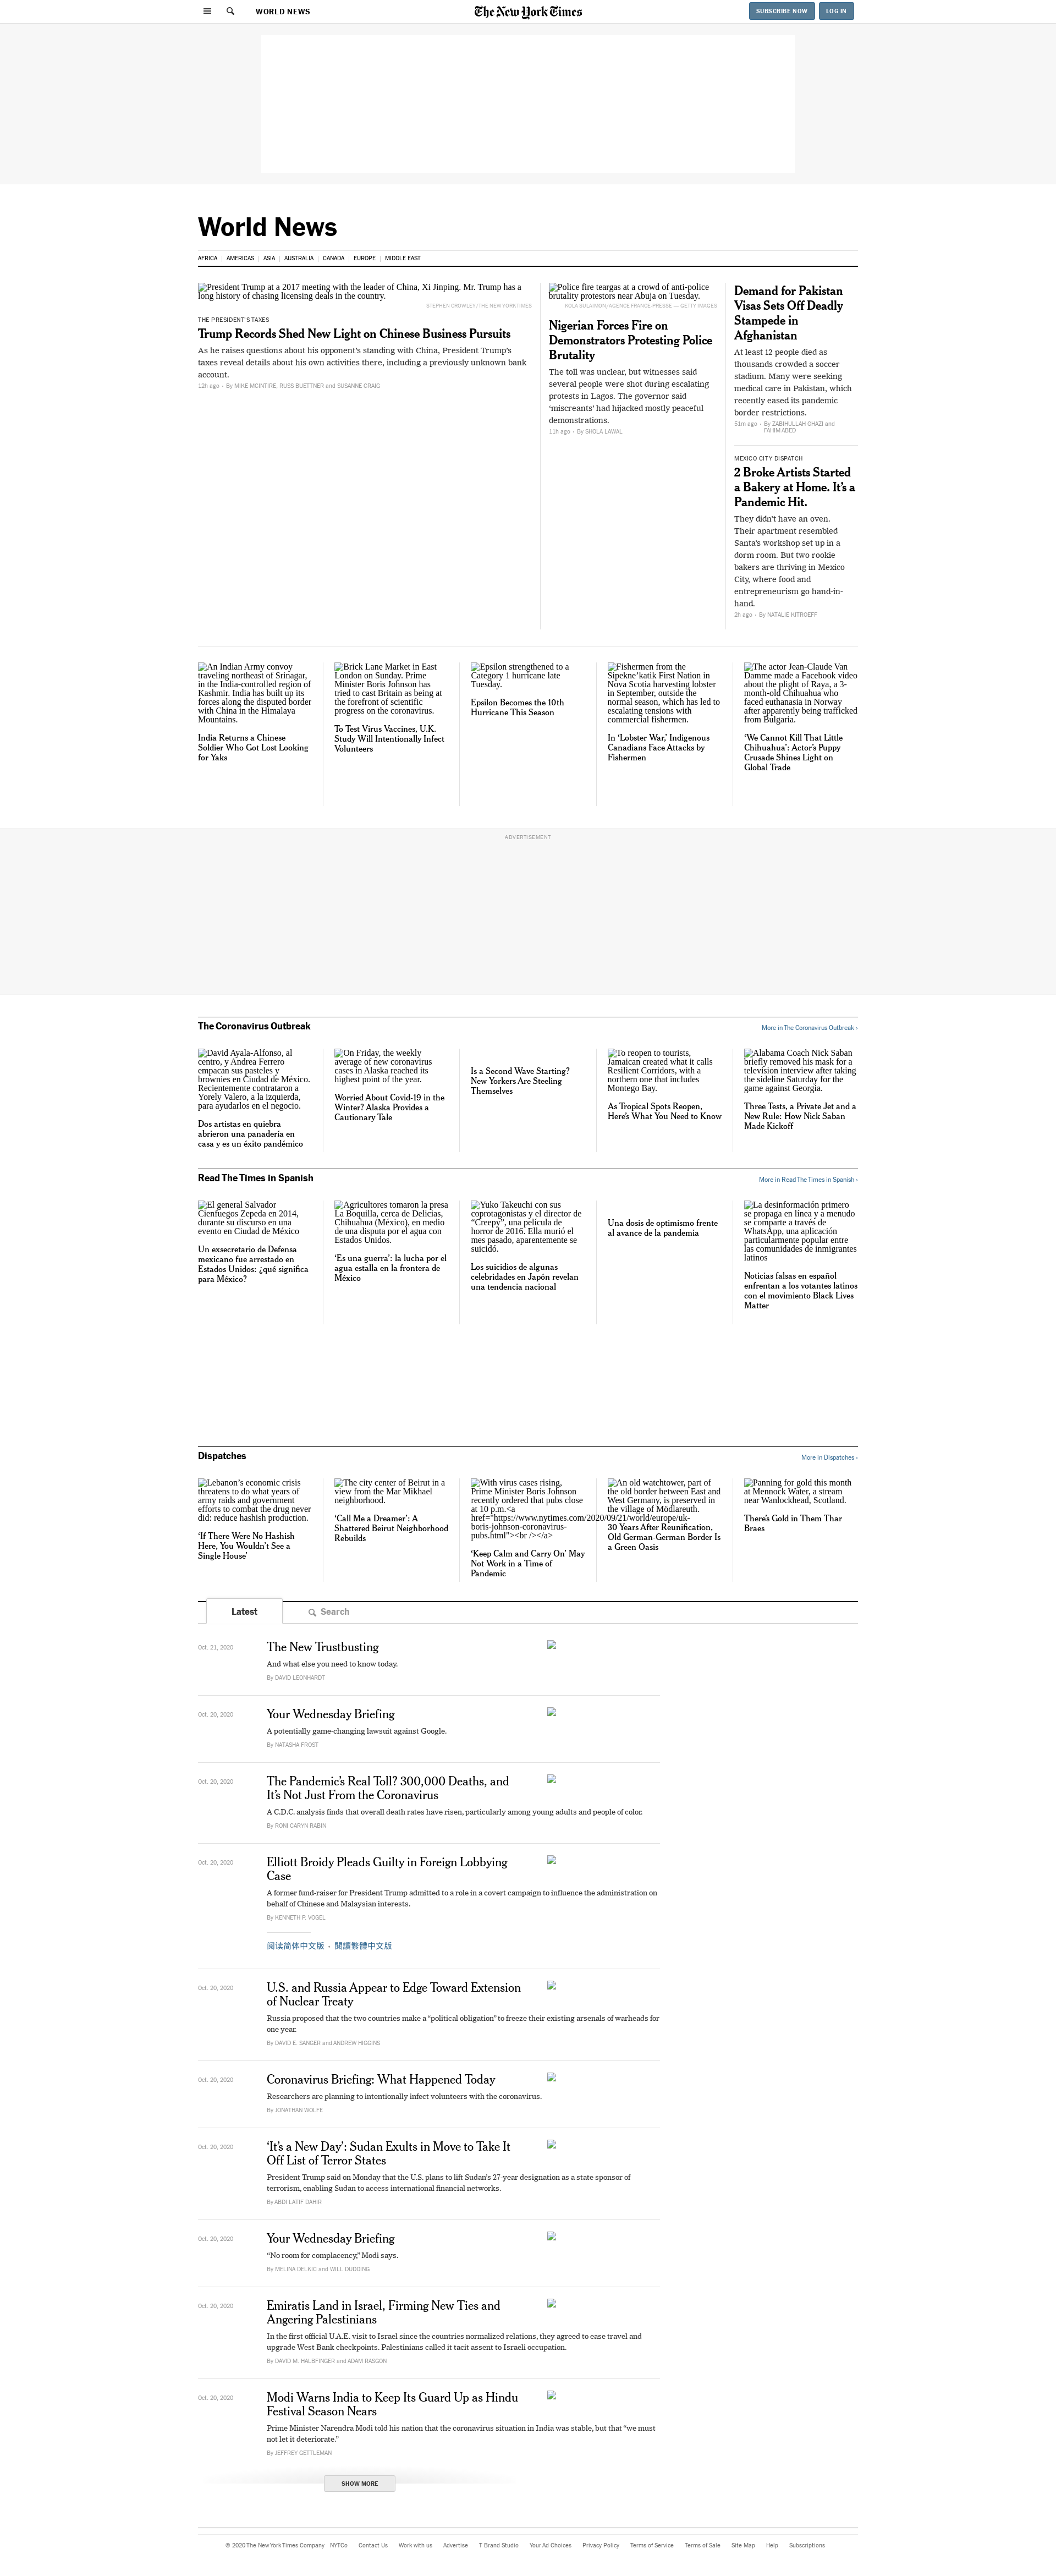 WORLD NEWS
The New York Times
SUBSCRIBE NOW
LOG IN
World News
AFRICA
AMERICAS
ASIA
AUSTRALIA
CANADA
EUROPE
MIDDLE EAST
President Trump at a 2017 meeting with the leader of China, Xi Jinping. Mr. Trump has a
long history of chasing licensing deals in the country.
STEPHEN CROWLEY/THE NEW YORK TIMES
THE PRESIDENT'S TAXES
Trump Records Shed New Light on Chinese Business Pursuits
As he raises questions about his opponent's standing with China, President Trump's
taxes reveal details about his own activities there, including a previously unknown bank
account.
12h ago - By MIKE MCINTIRE, RUSS BUETTNER and SUSANNE CRAIG
Police fire teargas at a crowd of anti-police
brutality protestors near Abuja on Tuesday.
KOLA SULAIMON/AGENCE FRANCE-PRESSE — GETTY IMAGES
Nigerian Forces Fire on
Demonstrators Protesting Police
Brutality
The toll was unclear, but witnesses said
several people were shot during escalating
protests in Lagos. The governor said
‘miscreants’ had hijacked mostly peaceful
demonstrations.
11h ago - By SHOLA LAWAL
Demand for Pakistan
Visas Sets Off Deadly
Stampede in
Afghanistan
At least 12 people died as
thousands crowded a soccer
stadium. Many were seeking
medical care in Pakistan, which
recently eased its pandemic
border restrictions.
51m ago - By ZABIHULLAH GHAZI and
FAHIM ABED
MEXICO CITY DISPATCH
2 Broke Artists Started
a Bakery at Home. It’s a
Pandemic Hit.
They didn't have an oven.
Their apartment resembled
Santa's workshop set up in a
dorm room. But two rookie
bakers are thriving in Mexico
City, where food and
entrepreneurism go hand-in-
hand.
2h ago - By NATALIE KITROEFF
An Indian Army convoy
traveling northeast of Srinagar,
in the India-controlled region of
Kashmir. India has built up its
forces along the disputed border
with China in the Himalaya
Mountains.
India Returns a Chinese
Soldier Who Got Lost Looking
for Yaks
Brick Lane Market in East
London on Sunday. Prime
Minister Boris Johnson has
tried to cast Britain as being at
the forefront of scientific
progress on the coronavirus.
To Test Virus Vaccines, U.K.
Study Will Intentionally Infect
Volunteers
Epsilon strengthened to a
Category 1 hurricane late
Tuesday.
Epsilon Becomes the 10th
Hurricane This Season
Fishermen from the
Sipekne’katik First Nation in
Nova Scotia harvesting lobster
in September, outside the
normal season, which has led to
escalating tensions with
commercial fishermen.
In ‘Lobster War,’ Indigenous
Canadians Face Attacks by
Fishermen
The actor Jean-Claude Van
Damme made a Facebook video
about the plight of Raya, a 3-
month-old Chihuahua who
faced euthanasia in Norway
after apparently being trafficked
from Bulgaria.
‘We Cannot Kill That Little
Chihuahua’: Actor’s Puppy
Crusade Shines Light on
Global Trade
ADVERTISEMENT
The Coronavirus Outbreak
More in The Coronavirus Outbreak ›
David Ayala-Alfonso, al
centro, y Andrea Ferrero
empacan sus pasteles y
brownies en Ciudad de México.
Recientemente contrataron a
Yorely Valero, a la izquierda,
para ayudarlos en el negocio.
Dos artistas en quiebra
abrieron una panadería en
casa y es un éxito pandémico
On Friday, the weekly
average of new coronavirus
cases in Alaska reached its
highest point of the year.
Worried About Covid-19 in the
Winter? Alaska Provides a
Cautionary Tale
Is a Second Wave Starting?
New Yorkers Are Steeling
Themselves
To reopen to tourists,
Jamaican created what it calls
Resilient Corridors, with a
northern one that includes
Montego Bay.
As Tropical Spots Reopen,
Here’s What You Need to Know
Alabama Coach Nick Saban
briefly removed his mask for a
television interview after taking
the sideline Saturday for the
game against Georgia.
Three Tests, a Private Jet and a
New Rule: How Nick Saban
Made Kickoff
Read The Times in Spanish
More in Read The Times in Spanish ›
El general Salvador
Cienfuegos Zepeda en 2014,
durante su discurso en una
evento en Ciudad de México
Un exsecretario de Defensa
mexicano fue arrestado en
Estados Unidos: ¿qué significa
para México?
Agricultores tomaron la presa
La Boquilla, cerca de Delicias,
Chihuahua (México), en medio
de una disputa por el agua con
Estados Unidos.
‘Es una guerra’: la lucha por el
agua estalla en la frontera de
México
Yuko Takeuchi con sus
coprotagonistas y el director de
“Creepy”, una película de
horror de 2016. Ella murió el
mes pasado, aparentemente se
suicidó.
Los suicidios de algunas
celebridades en Japón revelan
una tendencia nacional
Una dosis de optimismo frente
al avance de la pandemia
La desinformación primero
se propaga en línea y a menudo
se comparte a través de
WhatsApp, una aplicación
particularmente popular entre
las comunidades de inmigrantes
latinos
Noticias falsas en español
enfrentan a los votantes latinos
con el movimiento Black Lives
Matter
Dispatches
More in Dispatches ›
Lebanon’s economic crisis
threatens to do what years of
army raids and government
efforts to combat the drug never
did: reduce hashish production.
‘If There Were No Hashish
Here, You Wouldn’t See a
Single House’
The city center of Beirut in a
view from the Mar Mikhael
neighborhood.
‘Call Me a Dreamer’: A
Shattered Beirut Neighborhood
Rebuilds
With virus cases rising,
Prime Minister Boris Johnson
recently ordered that pubs close
at 10 p.m.<a
href="https://www.nytimes.com/2020/09/21/world/europe/uk-
boris-johnson-coronavirus-
pubs.html"><br /></a>
‘Keep Calm and Carry On’ May
Not Work in a Time of
Pandemic
An old watchtower, part of
the old border between East and
West Germany, is preserved in
the village of Mödlareuth.
30 Years After Reunification,
Old German-German Border Is
a Green Oasis
Panning for gold this month
at Mennock Water, a stream
near Wanlockhead, Scotland.
There’s Gold in Them Thar
Braes
Latest
Search
Oct. 21, 2020
The New Trustbusting
And what else you need to know today.
By DAVID LEONHARDT
Oct. 20, 2020
Your Wednesday Briefing
A potentially game-changing lawsuit against Google.
By NATASHA FROST
Oct. 20, 2020
The Pandemic’s Real Toll? 300,000 Deaths, and
It’s Not Just From the Coronavirus
A C.D.C. analysis finds that overall death rates have risen, particularly among young adults and people of color.
By RONI CARYN RABIN
Oct. 20, 2020
Elliott Broidy Pleads Guilty in Foreign Lobbying
Case
A former fund-raiser for President Trump admitted to a role in a covert campaign to influence the administration on
behalf of Chinese and Malaysian interests.
By KENNETH P. VOGEL
阅读简体中文版 · 閱讀繁體中文版
Oct. 20, 2020
U.S. and Russia Appear to Edge Toward Extension
of Nuclear Treaty
Russia proposed that the two countries make a “political obligation” to freeze their existing arsenals of warheads for
one year.
By DAVID E. SANGER and ANDREW HIGGINS
Oct. 20, 2020
Coronavirus Briefing: What Happened Today
Researchers are planning to intentionally infect volunteers with the coronavirus.
By JONATHAN WOLFE
Oct. 20, 2020
‘It’s a New Day’: Sudan Exults in Move to Take It
Off List of Terror States
President Trump said on Monday that the U.S. plans to lift Sudan’s 27-year designation as a state sponsor of
terrorism, enabling Sudan to access international financial networks.
By ABDI LATIF DAHIR
Oct. 20, 2020
Your Wednesday Briefing
“No room for complacency,” Modi says.
By MELINA DELKIC and WILL DUDDING
Oct. 20, 2020
Emiratis Land in Israel, Firming New Ties and
Angering Palestinians
In the first official U.A.E. visit to Israel since the countries normalized relations, they agreed to ease travel and
upgrade West Bank checkpoints. Palestinians called it tacit assent to Israeli occupation.
By DAVID M. HALBFINGER and ADAM RASGON
Oct. 20, 2020
Modi Warns India to Keep Its Guard Up as Hindu
Festival Season Nears
Prime Minister Narendra Modi told his nation that the coronavirus situation in India was stable, but that “we must
not let it deteriorate.”
By JEFFREY GETTLEMAN
SHOW MORE
© 2020 The New York Times Company
NYTCo
Contact Us
Work with us
Advertise
T Brand Studio
Your Ad Choices
Privacy Policy
Terms of Service
Terms of Sale
Site Map
Help
Subscriptions